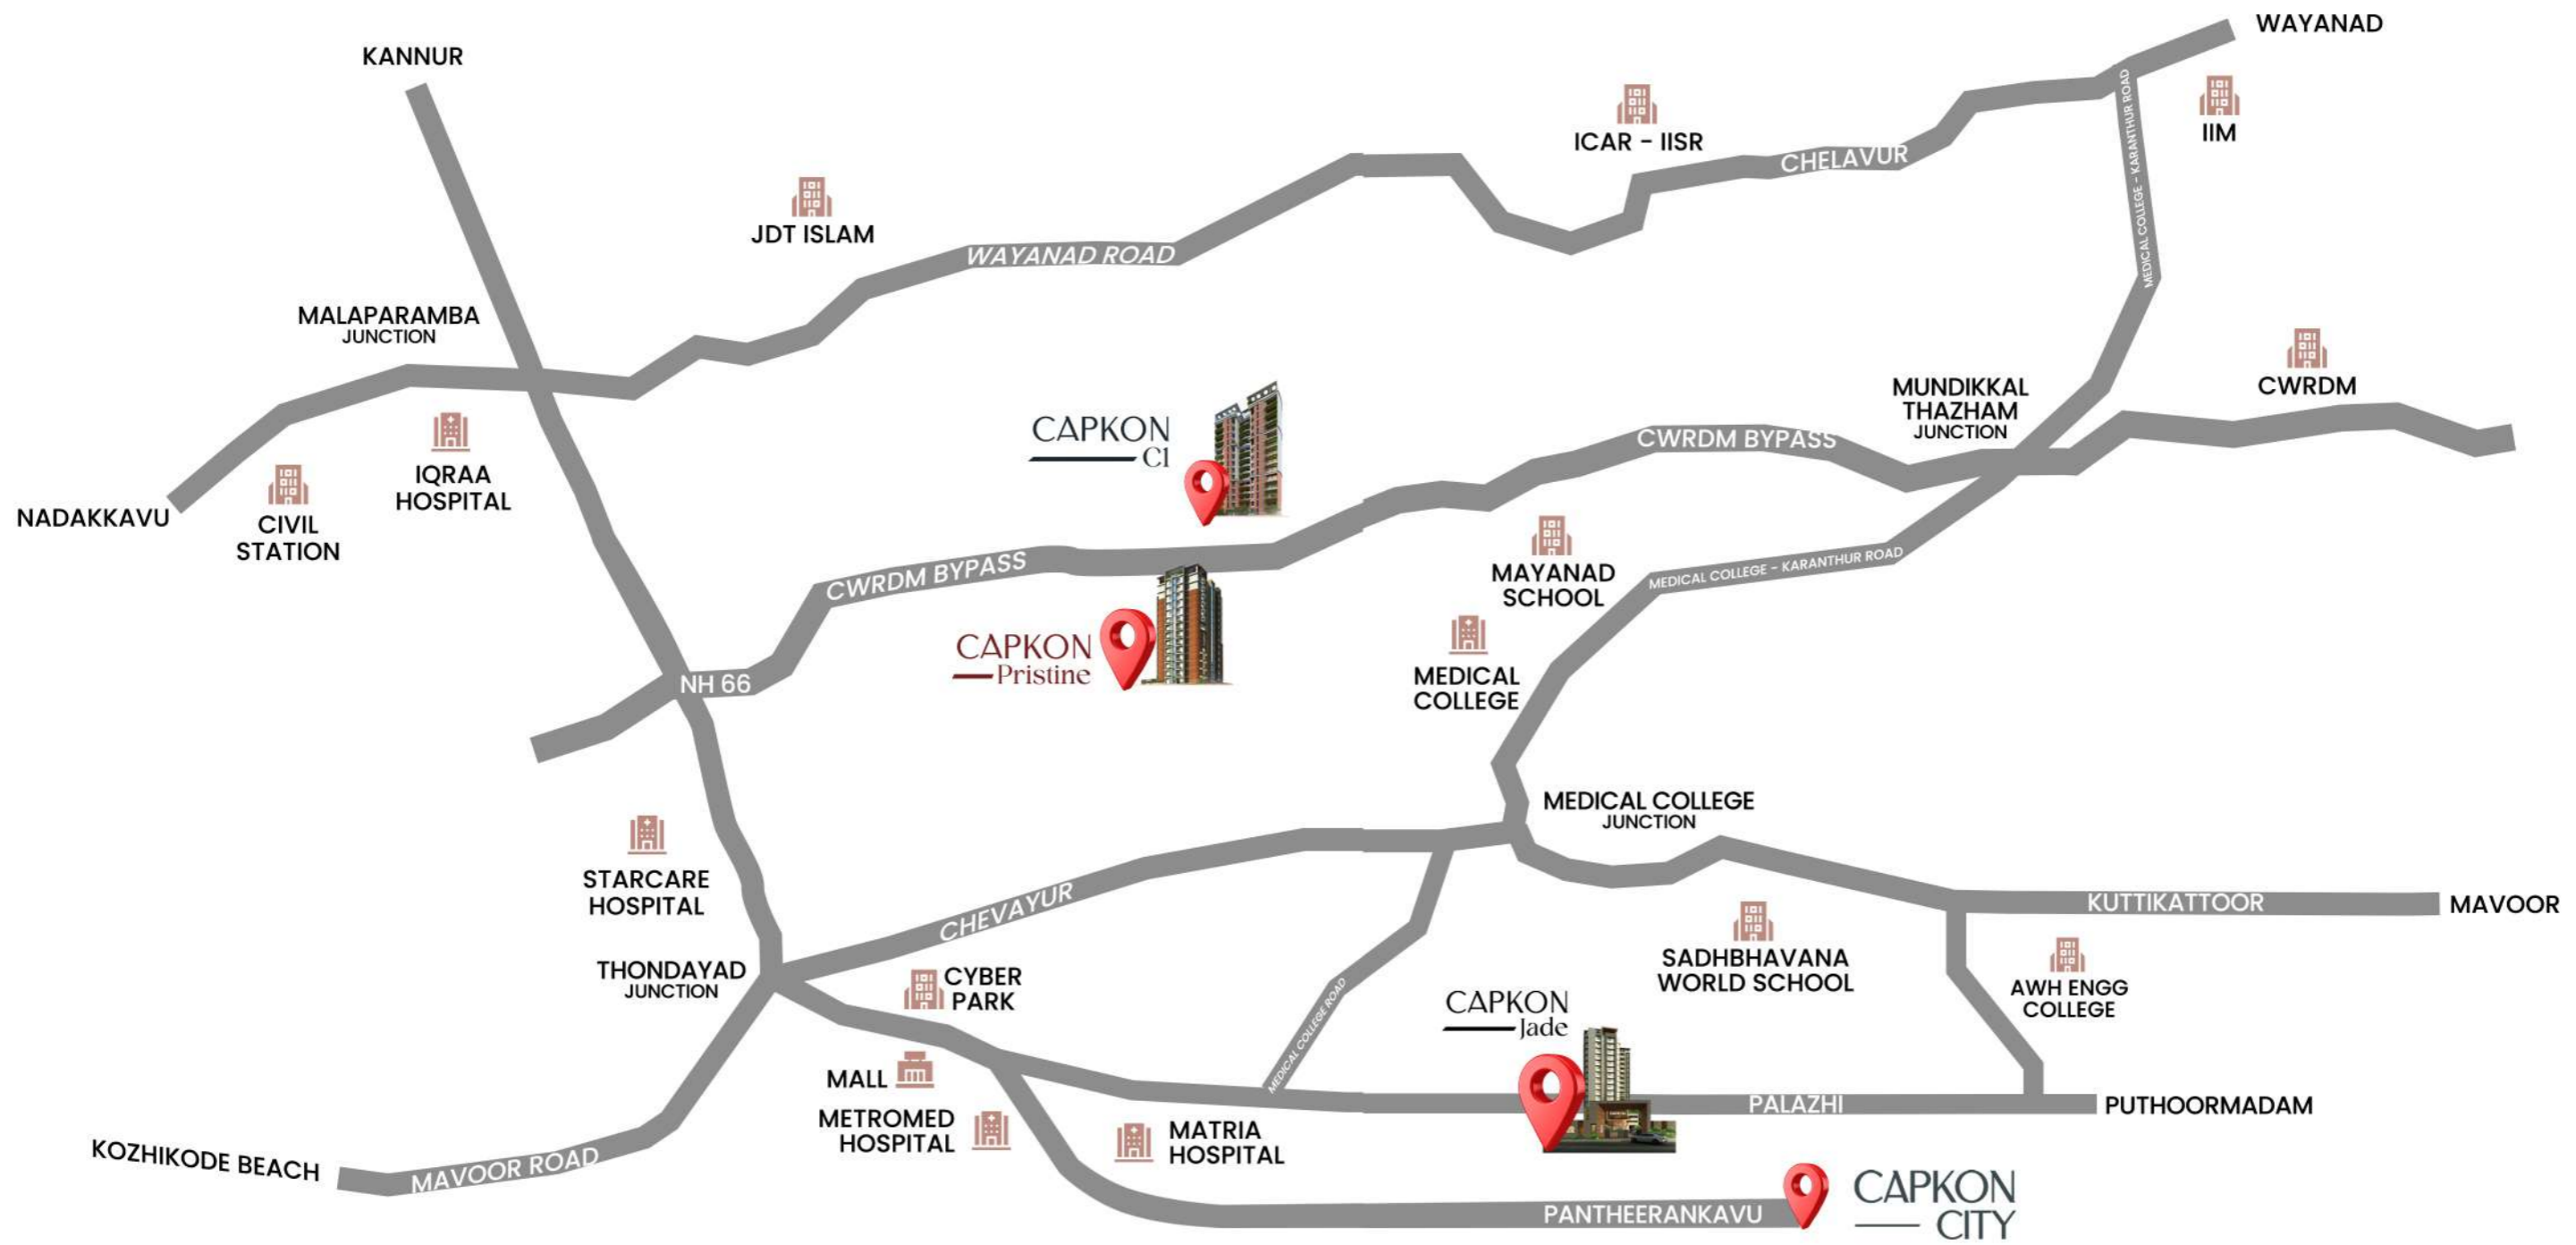 WAYANAD
KANNUR
MEDICAL COLLEGE - KARANTHUR ROAD
IIM
ICAR - IISR
CHELAVUR
JDT ISLAM
WAYANAD ROAD
MALAPARAMBA
JUNCTION
CWRDM
MUNDIKKAL
THAZHAM
JUNCTION
CAPKON
C1
CWRDM BYPASS
IQRAA
HOSPITAL
NADAKKAVU
CIVIL
STATION
CWRDM BYPASS
MAYANAD
SCHOOL
MEDICAL COLLEGE - KARANTHUR ROAD
CAPKON
Pristine
MEDICAL
COLLEGE
NH 66
MEDICAL COLLEGE
JUNCTION
STARCARE
HOSPITAL
CHEVAYUR
KUTTIKATTOOR
MAVOOR
SADHBHAVANA
WORLD SCHOOL
THONDAYAD
JUNCTION
CYBER
PARK
MEDICAL COLLEGE ROAD
CAPKON
Jade
AWH ENGG
COLLEGE
MALL
METROMED
HOSPITAL
MATRIA
HOSPITAL
PALAZHI
PUTHOORMADAM
KOZHIKODE BEACH
MAVOOR ROAD
PANTHEERANKAVU
CAPKON
CITY